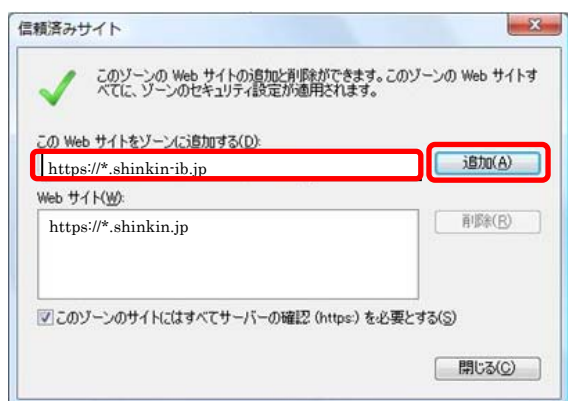 信頼済みサイト
このゾーンの Web サイトの追加と削除ができます。このゾーンの Web サイトす
べてに、ゾーンのセキュリティ設定が適用されます。
この Web サイトをゾーンに追加する(D):
https://*.shinkin-ib.jp
追加(A)
Web サイト(W):
https://*.shinkin.jp
削除(R)
このゾーンのサイトにはすべてサーバーの確認 (https:) を必要とする(S)
閉じる(C)